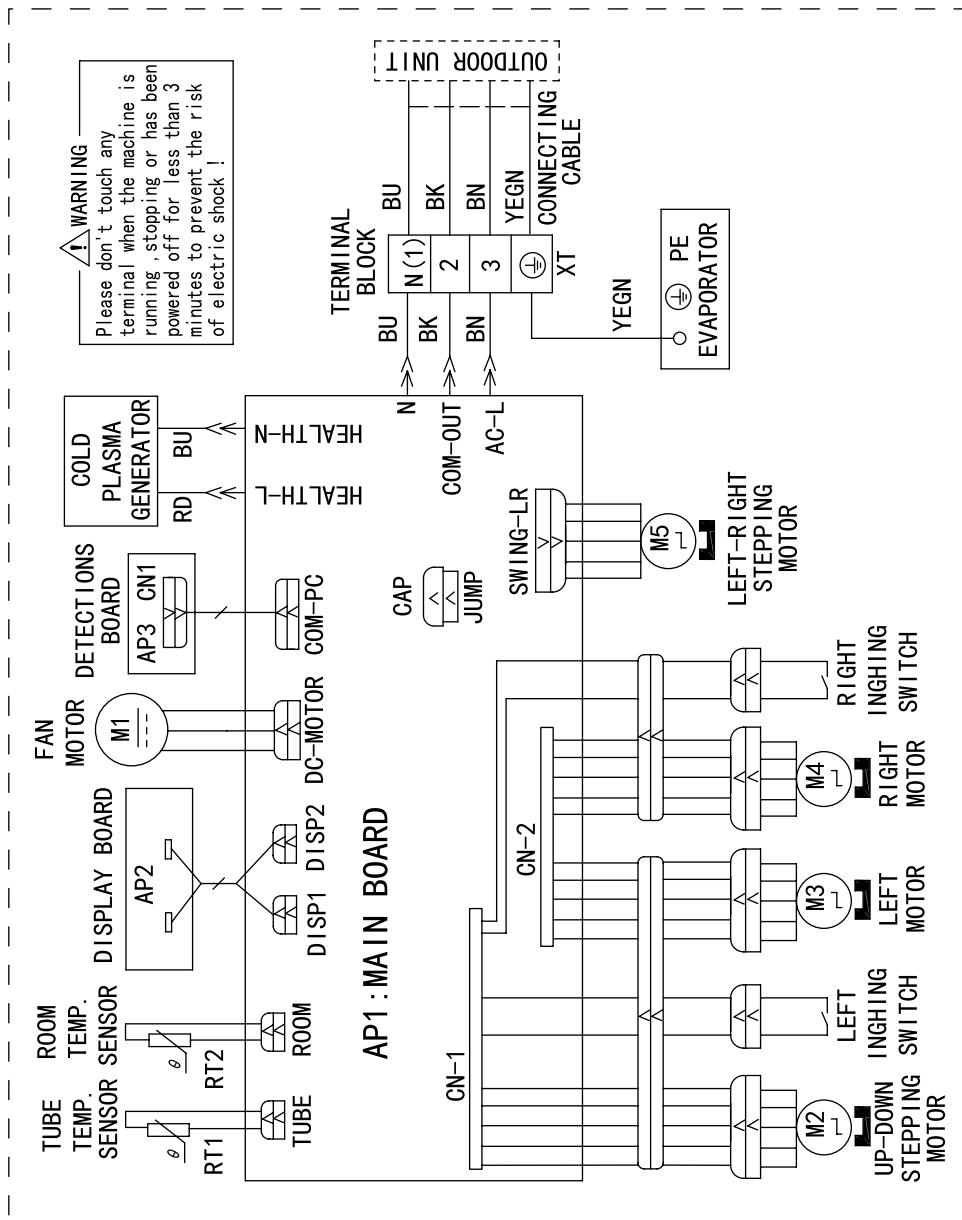 WARNING
Please don't touch any
terminal when the machine is
running ,stopping or has been
powered off for less than 3
minutes to prevent the risk
of electric shock !
OUTDOOR UNIT
BU
BK
BN
YEGN
CONNECTING
CABLE
TERMINAL
BLOCK
N(1)
2
3
XT
BU
BK
BN
YEGN
PE
EVAPORATOR
COLD
PLASMA
GENERATOR
RD
BU
HEALTH-L
HEALTH-N
N
COM-OUT
AC-L
DETECTIONS
BOARD
AP3 CN1
COM-PC
CAP
JUMP
SWING-LR
M5
LEFT-RIGHT
STEPPING
MOTOR
FAN
MOTOR
M1
DC-MOTOR
DISPLAY BOARD
AP2
DISP1
DISP2
ROOM
TEMP.
SENSOR
θ
RT2
ROOM
TUBE
TEMP.
SENSOR
θ
RT1
TUBE
AP1:MAIN BOARD
CN-1
CN-2
M2
UP-DOWN
STEPPING
MOTOR
LEFT
INGHING
SWITCH
M3
LEFT
MOTOR
M4
RIGHT
MOTOR
RIGHT
INGHING
SWITCH